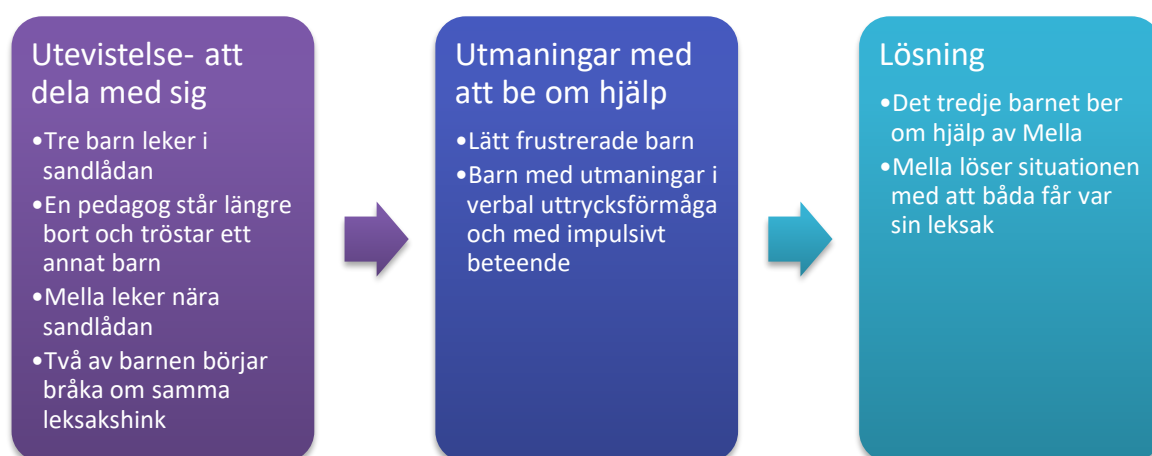 Utevistelse- att
dela med sig
•Tre barn leker i
sandlådan
•En pedagog står längre
bort och tröstar ett
annat barn
•Mella leker nära
sandlådan
•Två av barnen börjar
bråka om samma
leksakshink
Utmaningar med
att be om hjälp
•Lätt frustrerade barn
•Barn med utmaningar i
verbal uttrycksförmåga
och med impulsivt
beteende
Lösning
•Det tredje barnet ber
om hjälp av Mella
•Mella löser situationen
med att båda får var
sin leksak